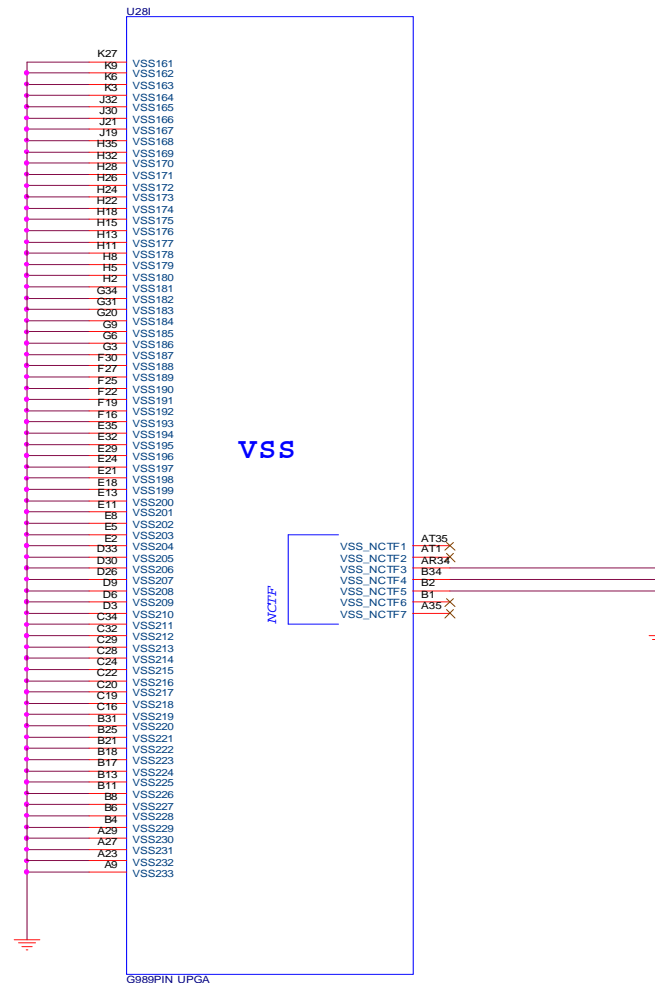 U28I
K27 VSS161
K9 VSS162
K6 VSS163
K3 VSS164
J32 VSS165
J30 VSS166
J21 VSS167
J19 VSS168
H35 VSS169
H32 VSS170
H28 VSS171
H26 VSS172
H24 VSS173
H22 VSS174
H18 VSS175
H15 VSS176
H13 VSS177
H11 VSS178
H8 VSS179
H5 VSS180
H2 VSS181
G34 VSS182
G31 VSS183
G20 VSS184
G9 VSS185
G6 VSS186
G3 VSS187
F30 VSS188
F27 VSS189
F25 VSS190
F22 VSS191
F19 VSS192
F16 VSS193
E35 VSS194
E32 VSS195
E29 VSS196
E24 VSS197
E21 VSS198
E18 VSS199
E13 VSS200
E11 VSS201
E8 VSS202
E5 VSS203
E2 VSS204
D33 VSS205
D30 VSS206
D26 VSS207
D9 VSS208
D6 VSS209
D3 VSS210
C34 VSS211
C32 VSS212
C29 VSS213
C28 VSS214
C24 VSS215
C22 VSS216
C20 VSS217
C19 VSS218
C16 VSS219
B31 VSS220
B25 VSS221
B21 VSS222
B18 VSS223
B17 VSS224
B13 VSS225
B11 VSS226
B8 VSS227
B6 VSS228
B4 VSS229
A29 VSS230
A27 VSS231
A23 VSS232
A9 VSS233
VSS
NCTF
VSS_NCTF1 AT35
VSS_NCTF2 AT1
VSS_NCTF3 AR34
VSS_NCTF4 B34
VSS_NCTF5 B2
VSS_NCTF6 B1
VSS_NCTF7 A35
G989PIN UPGA